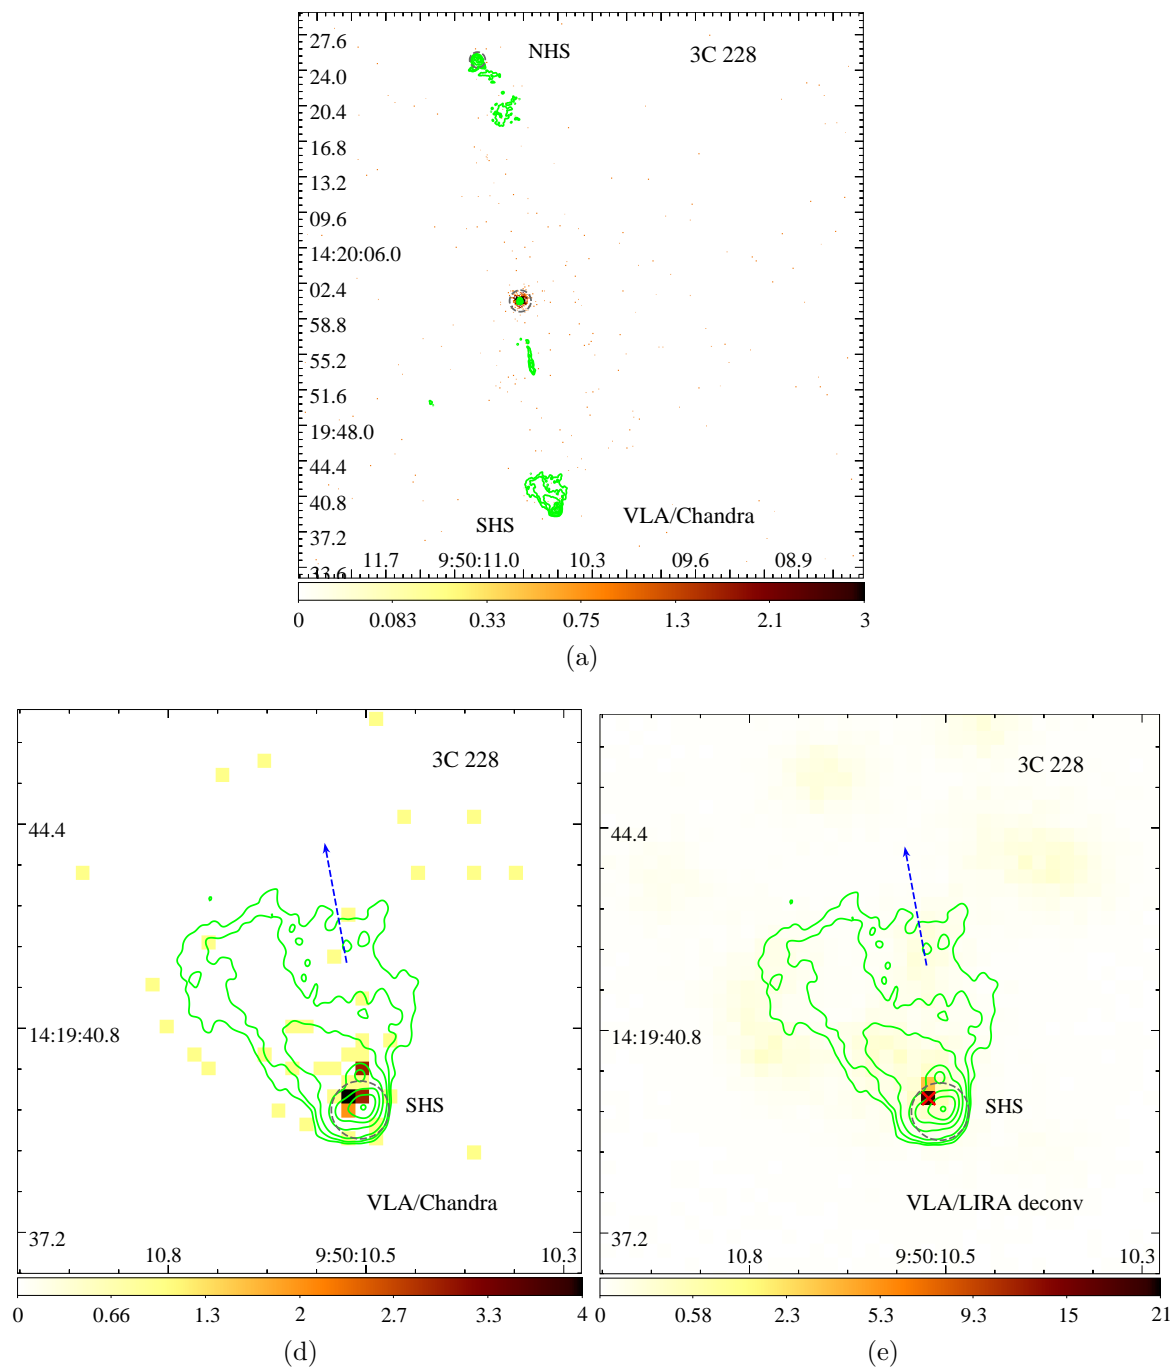 27.6
NHS 3C 228
24.0
20.4
16.8
13.2
09.6
14:20:06.0
02.4
58.8
55.2
51.6
19:48.0
44.4
40.8
SHS VLA/Chandra
37.2
11.7 9:50:11.0 10.3 09.6 08.9
33.6
0 0.083 0.33 0.75 1.3 2.1 3
(a)
3C 228
44.4
14:19:40.8
SHS
VLA/Chandra
37.2
10.8 9:50:10.5 10.3
0 0.66 1.3 2 2.7 3.3 4
(d)
3C 228
44.4
14:19:40.8
SHS
VLA/LIRA deconv
37.2
10.8 9:50:10.5 10.3
0 0.58 2.3 5.3 9.3 15 21
(e)